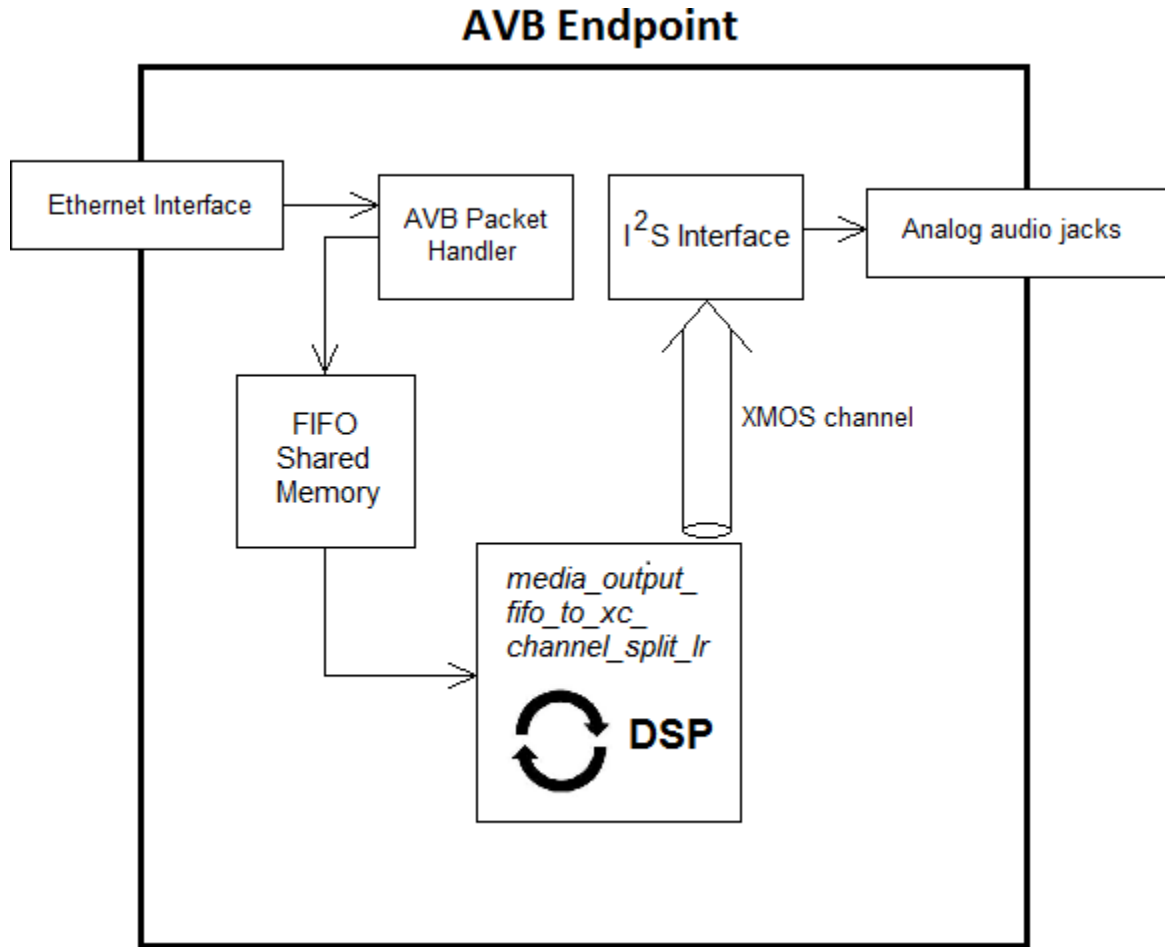 AVB Endpoint
Ethernet Interface
AVB Packet
Handler
I²S Interface
Analog audio jacks
FIFO
Shared
Memory
XMOS channel
media_output_
fifo_to_xc_
channel_split_lr
DSP